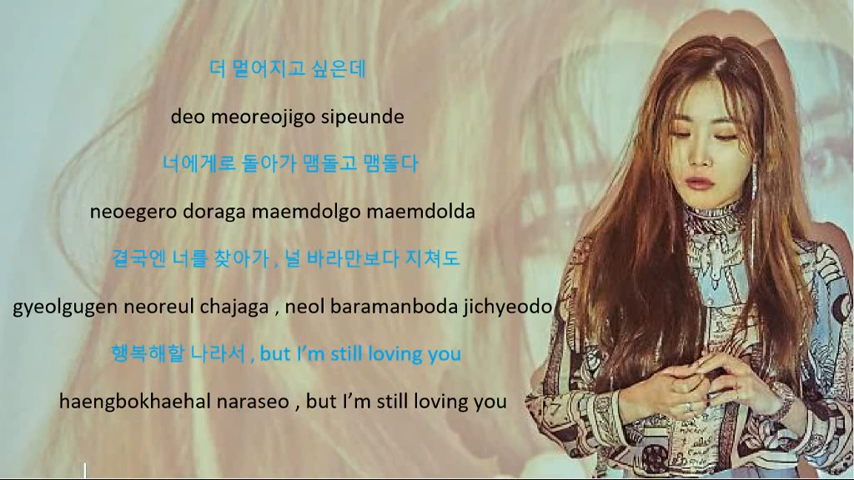 더 멀어지고 싶은데
deo meoreojigo sipeunde
너에게로 돌아가 맴돌고 맴돌다
neoegero doraga maemdolgo maemdolda
결국엔 너를 찾아가 , 널 바라만보다 지쳐도
gyeolgugen neoreul chajaga , neol baramanboda jichyeodo
행복해할 나라서 , but I'm still loving you
haengbokhaehal naraseo , but I'm still loving you